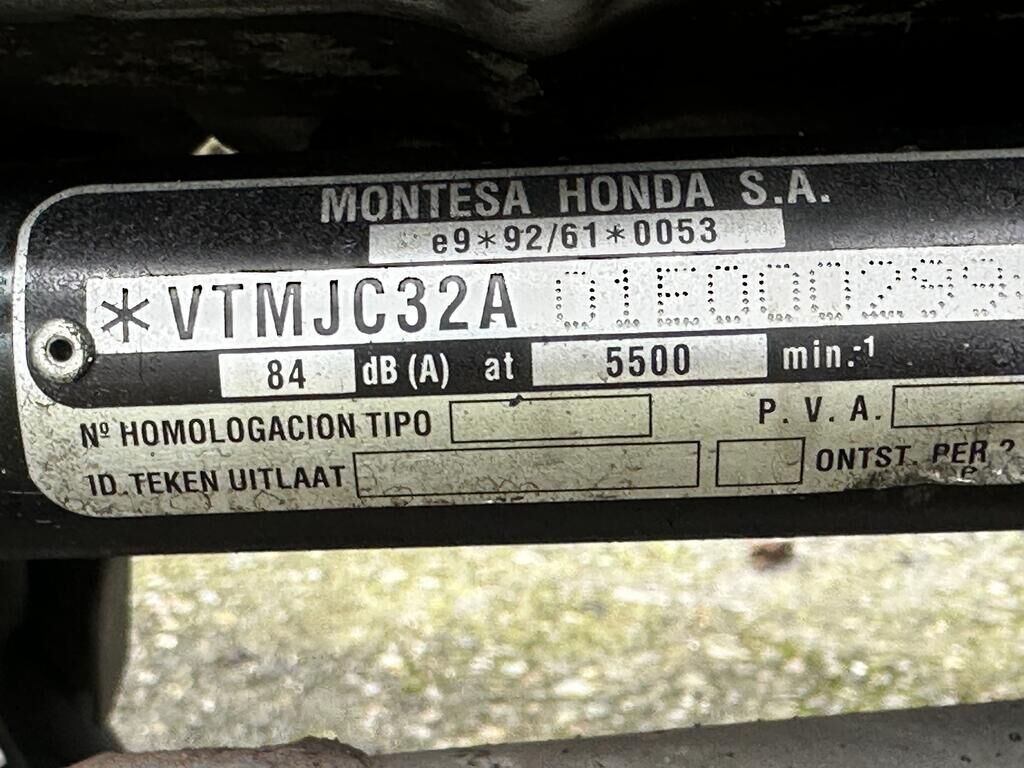 MONTESA HONDA S.A.
e9*92/61*0053
*VTMJC32A01E000299*
84 dB (A) at 5500 min.-1
Nº HOMOLOGACION TIPO P. V. A.
ID. TEKEN UITLAAT ONTST. PER